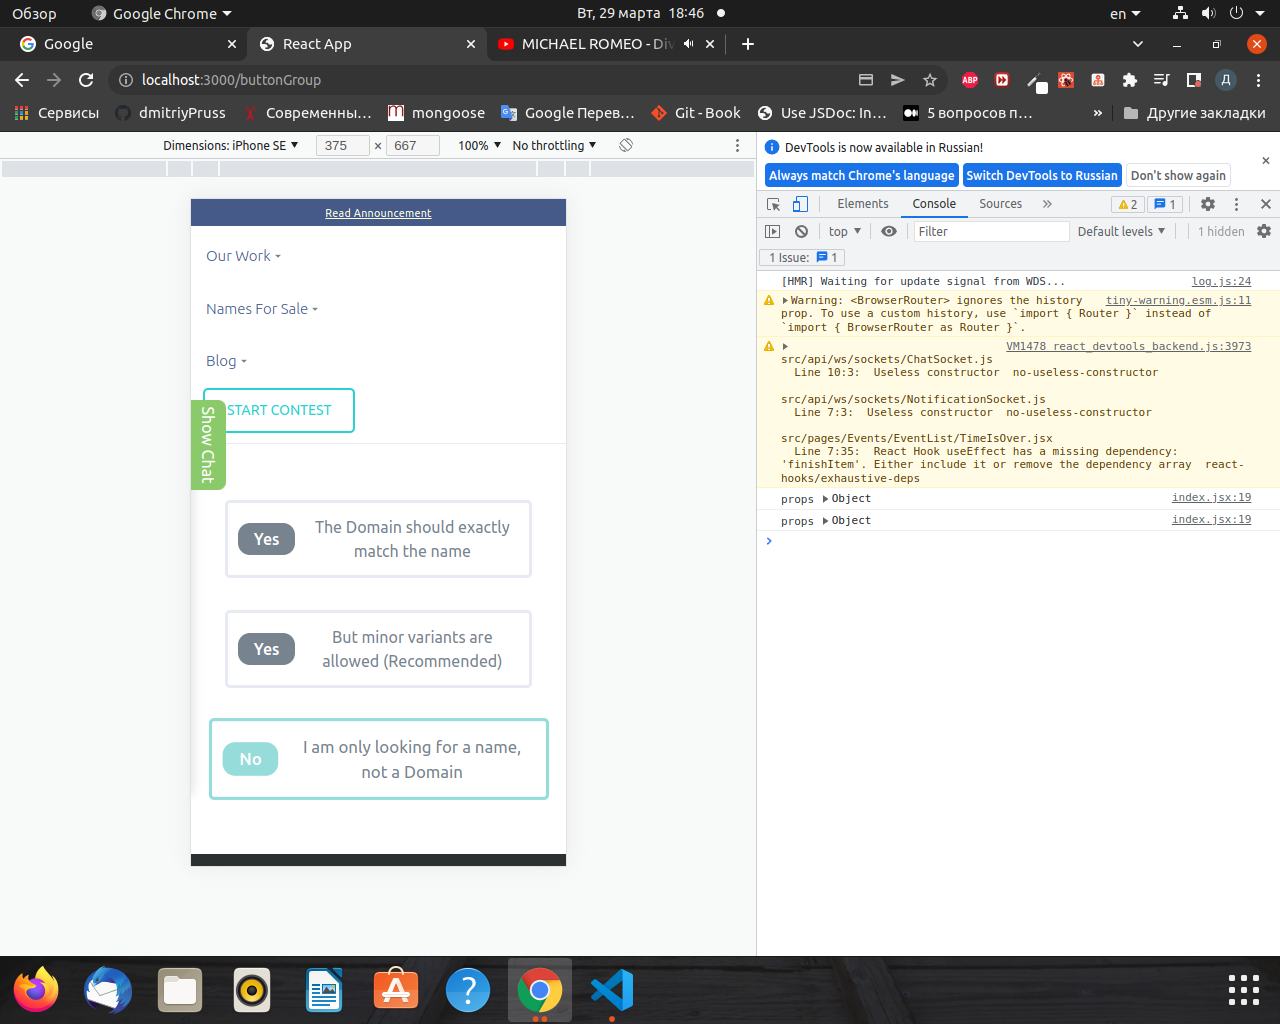 Обзор
Google Chrome
Вт, 29 марта 18:46
en
Google
React App
MICHAEL ROMEO - Div
localhost:3000/buttonGroup
ABP
Д
Сервисы
dmitriyPruss
Современны...
mongoose
Google Перев...
Git - Book
Use JSDoc: In...
5 вопросов п...
»
Другие закладки
Dimensions: iPhone SE
375 × 667
100%
No throttling
DevTools is now available in Russian!
Always match Chrome's language
Switch DevTools to Russian
Don't show again
Elements
Console
Sources
»
2
1
top
Filter
Default levels
1 hidden
1 Issue: 1
[HMR] Waiting for update signal from WDS... log.js:24
Warning: <BrowserRouter> ignores the history tiny-warning.esm.js:11
prop. To use a custom history, use `import { Router }` instead of
`import { BrowserRouter as Router }`.
VM1478 react_devtools_backend.js:3973
src/api/ws/sockets/ChatSocket.js
Line 10:3: Useless constructor no-useless-constructor
src/api/ws/sockets/NotificationSocket.js
Line 7:3: Useless constructor no-useless-constructor
src/pages/Events/EventList/TimeIsOver.jsx
Line 7:35: React Hook useEffect has a missing dependency:
'finishItem'. Either include it or remove the dependency array react-
hooks/exhaustive-deps
props Object index.jsx:19
props Object index.jsx:19
Read Announcement
Our Work
Names For Sale
Blog
START CONTEST
Show Chat
Yes
The Domain should exactly
match the name
Yes
But minor variants are
allowed (Recommended)
No
I am only looking for a name,
not a Domain